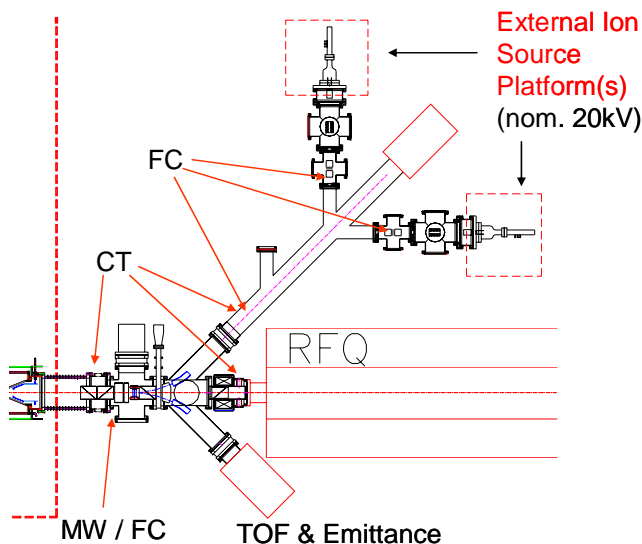 External Ion
Source
Platform(s)
(nom. 20kV)
FC
CT
RFQ
MW / FC
TOF & Emittance